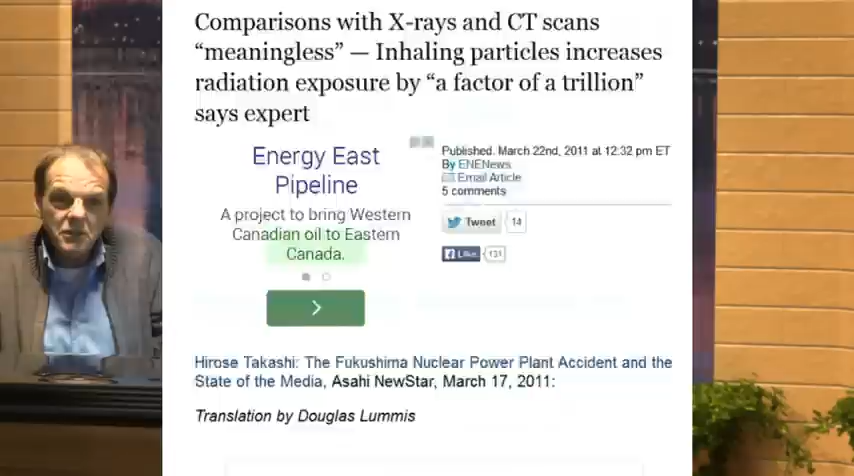 Comparisons with X-rays and CT scans
“meaningless” — Inhaling particles increases
radiation exposure by “a factor of a trillion”
says expert
Energy East
Pipeline
A project to bring Western
Canadian oil to Eastern
Canada.
Published: March 22nd, 2011 at 12:32 pm ET
By ENENews
Email Article
5 comments
Tweet 14
Like 131
Hirose Takashi: The Fukushima Nuclear Power Plant Accident and the
State of the Media, Asahi NewStar, March 17, 2011:
Translation by Douglas Lummis